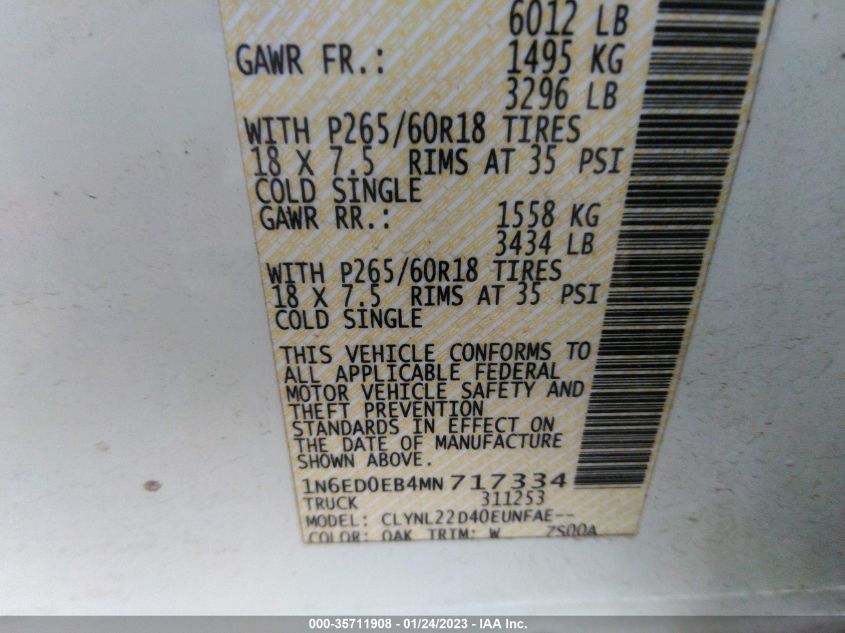 6012 LB
GAWR FR.: 1495 KG
3296 LB
WITH P265/60R18 TIRES
18 X 7.5 RIMS AT 35 PSI
COLD SINGLE
GAWR RR.: 1558 KG
3434 LB
WITH P265/60R18 TIRES
18 X 7.5 RIMS AT 35 PSI
COLD SINGLE
THIS VEHICLE CONFORMS TO
ALL APPLICABLE FEDERAL
MOTOR VEHICLE SAFETY AND
THEFT PREVENTION
STANDARDS IN EFFECT ON
THE DATE OF MANUFACTURE
SHOWN ABOVE.
1N6ED0EB4MN717334
TRUCK 311253
MODEL: CLYNL22D40EUNFAE--
COLOR: QAK TRIM: W ZS00A
000-35711908 - 01/24/2023 - IAA Inc.